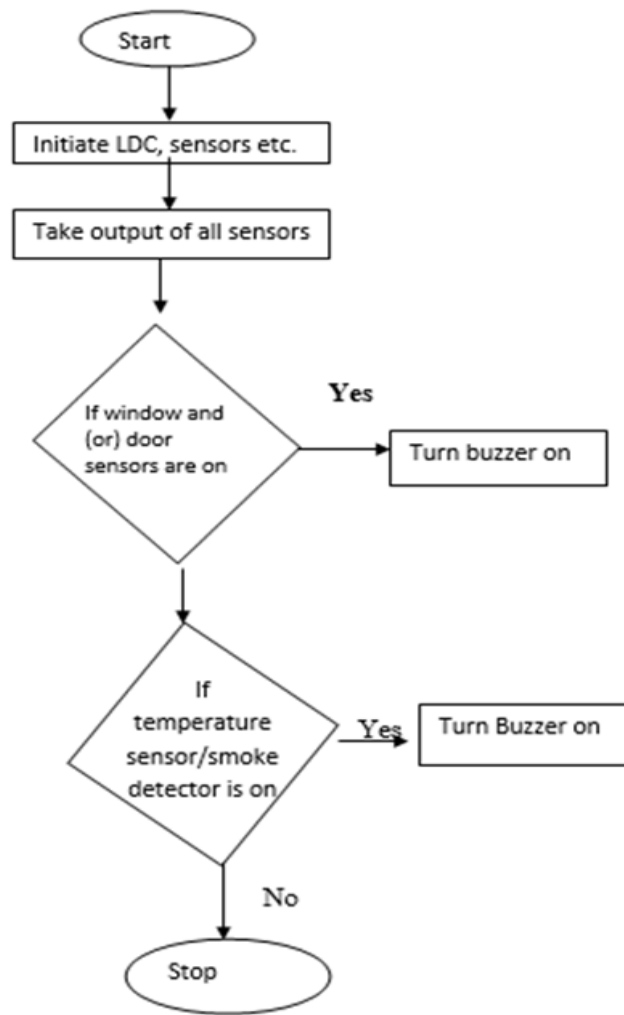 Start
Initiate LDC, sensors etc.
Take output of all sensors
If window and
(or) door
sensors are on
Yes
Turn buzzer on
If
temperature
sensor/smoke
detector is on
Yes
Turn Buzzer on
No
Stop